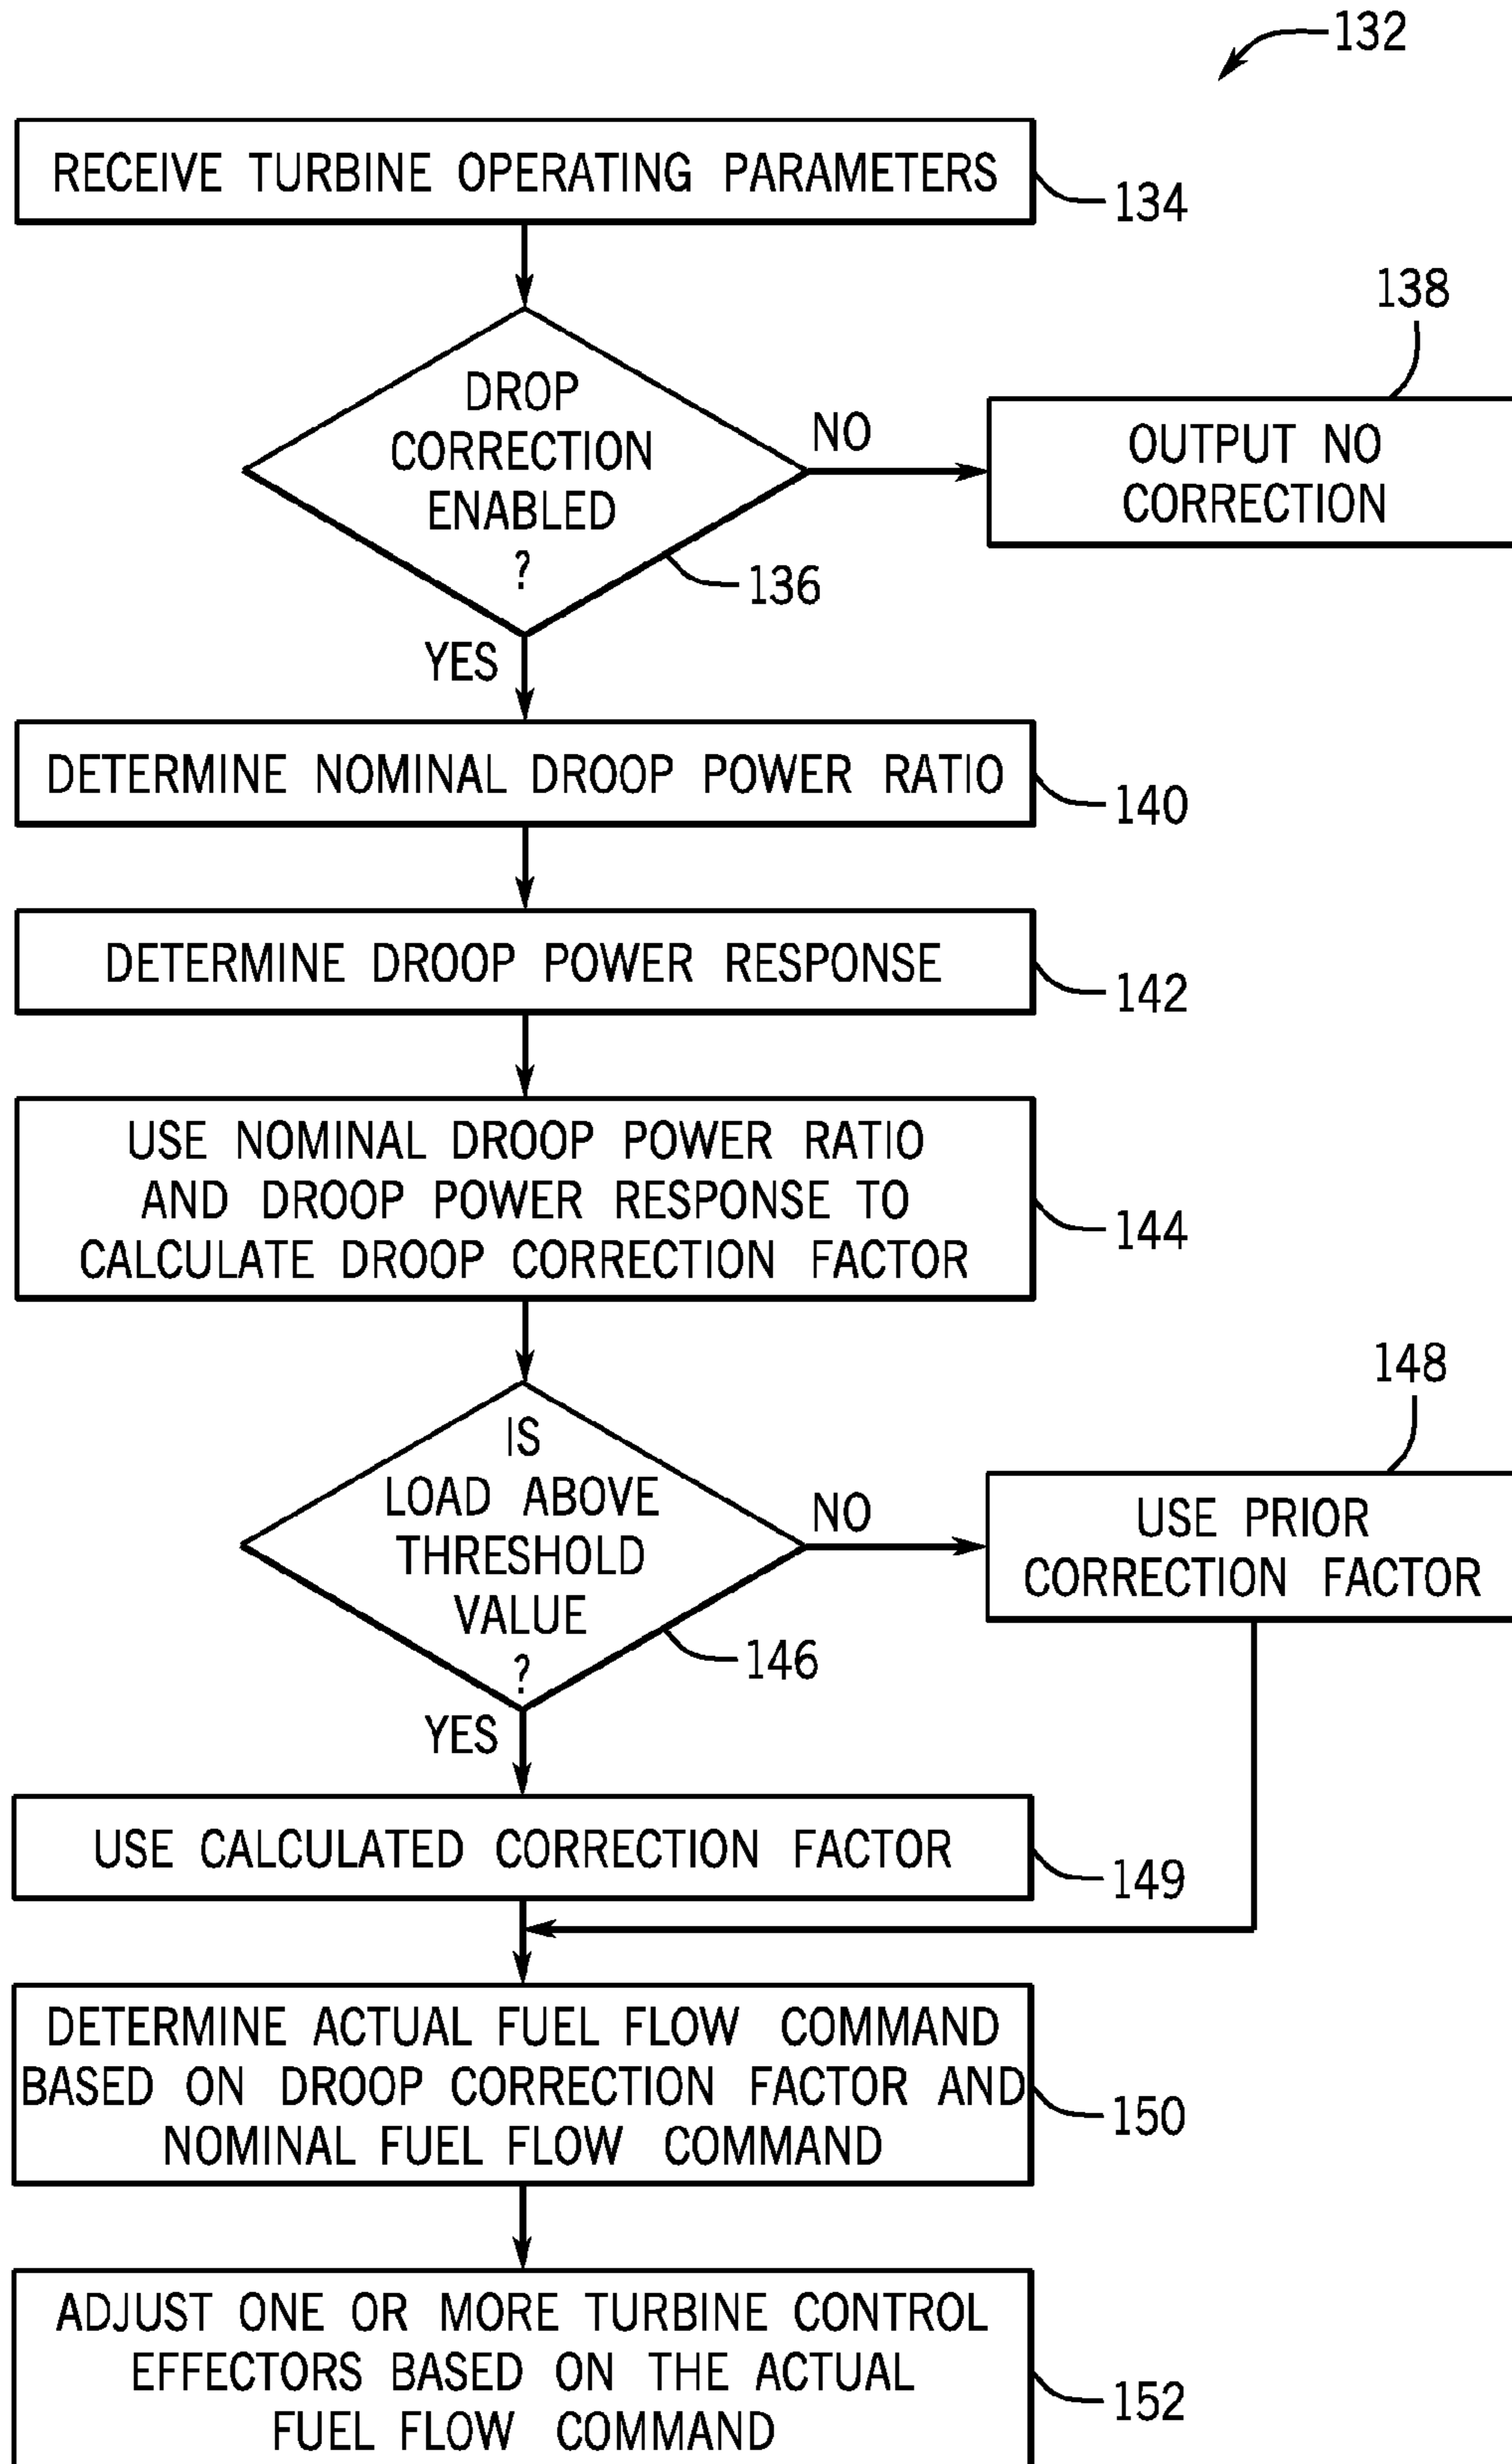 132
RECEIVE TURBINE OPERATING PARAMETERS
134
DROP
CORRECTION
ENABLED
?
136
NO
138
OUTPUT NO
CORRECTION
YES
DETERMINE NOMINAL DROOP POWER RATIO
140
DETERMINE DROOP POWER RESPONSE
142
USE NOMINAL DROOP POWER RATIO
AND DROOP POWER RESPONSE TO
CALCULATE DROOP CORRECTION FACTOR
144
IS
LOAD ABOVE
THRESHOLD
VALUE
?
146
NO
148
USE PRIOR
CORRECTION FACTOR
YES
USE CALCULATED CORRECTION FACTOR
149
DETERMINE ACTUAL FUEL FLOW COMMAND
BASED ON DROOP CORRECTION FACTOR AND
NOMINAL FUEL FLOW COMMAND
150
ADJUST ONE OR MORE TURBINE CONTROL
EFFECTORS BASED ON THE ACTUAL
FUEL FLOW COMMAND
152